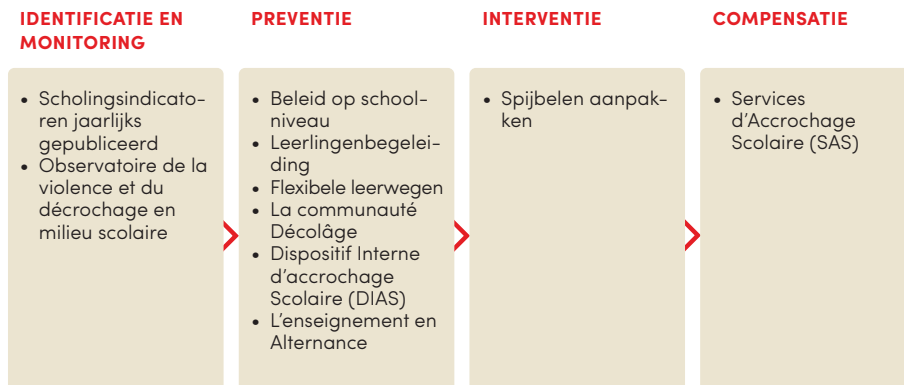 IDENTIFICATIE EN
MONITORING
• Scholingsindicato-
ren jaarlijks
gepubliceerd
• Observatoire de la
violence et du
décrochage en
milieu scolaire
PREVENTIE
• Beleid op school-
niveau
• Leerlingenbegelei-
ding
• Flexibele leerwegen
• La communauté
Décolâge
• Dispositif Interne
d’accrochage
Scolaire (DIAS)
• L’enseignement en
Alternance
INTERVENTIE
• Spijbelen aanpak-
ken
COMPENSATIE
• Services
d’Accrochage
Scolaire (SAS)